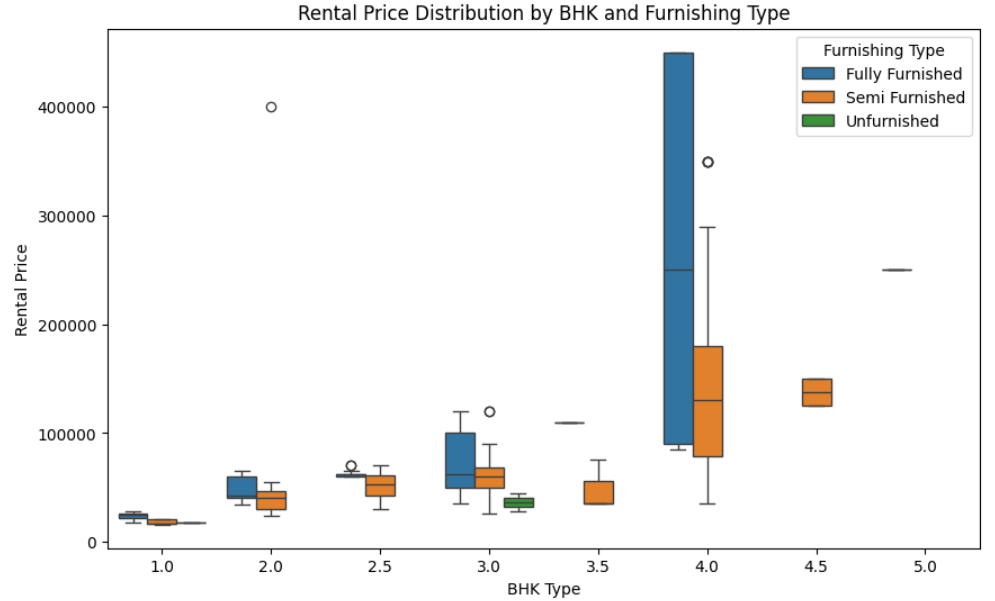 Rental Price Distribution by BHK and Furnishing Type
Furnishing Type
Fully Furnished
Semi Furnished
Unfurnished
Rental Price
400000
300000
200000
100000
0
1.0 2.0 2.5 3.0 3.5 4.0 4.5 5.0
BHK Type